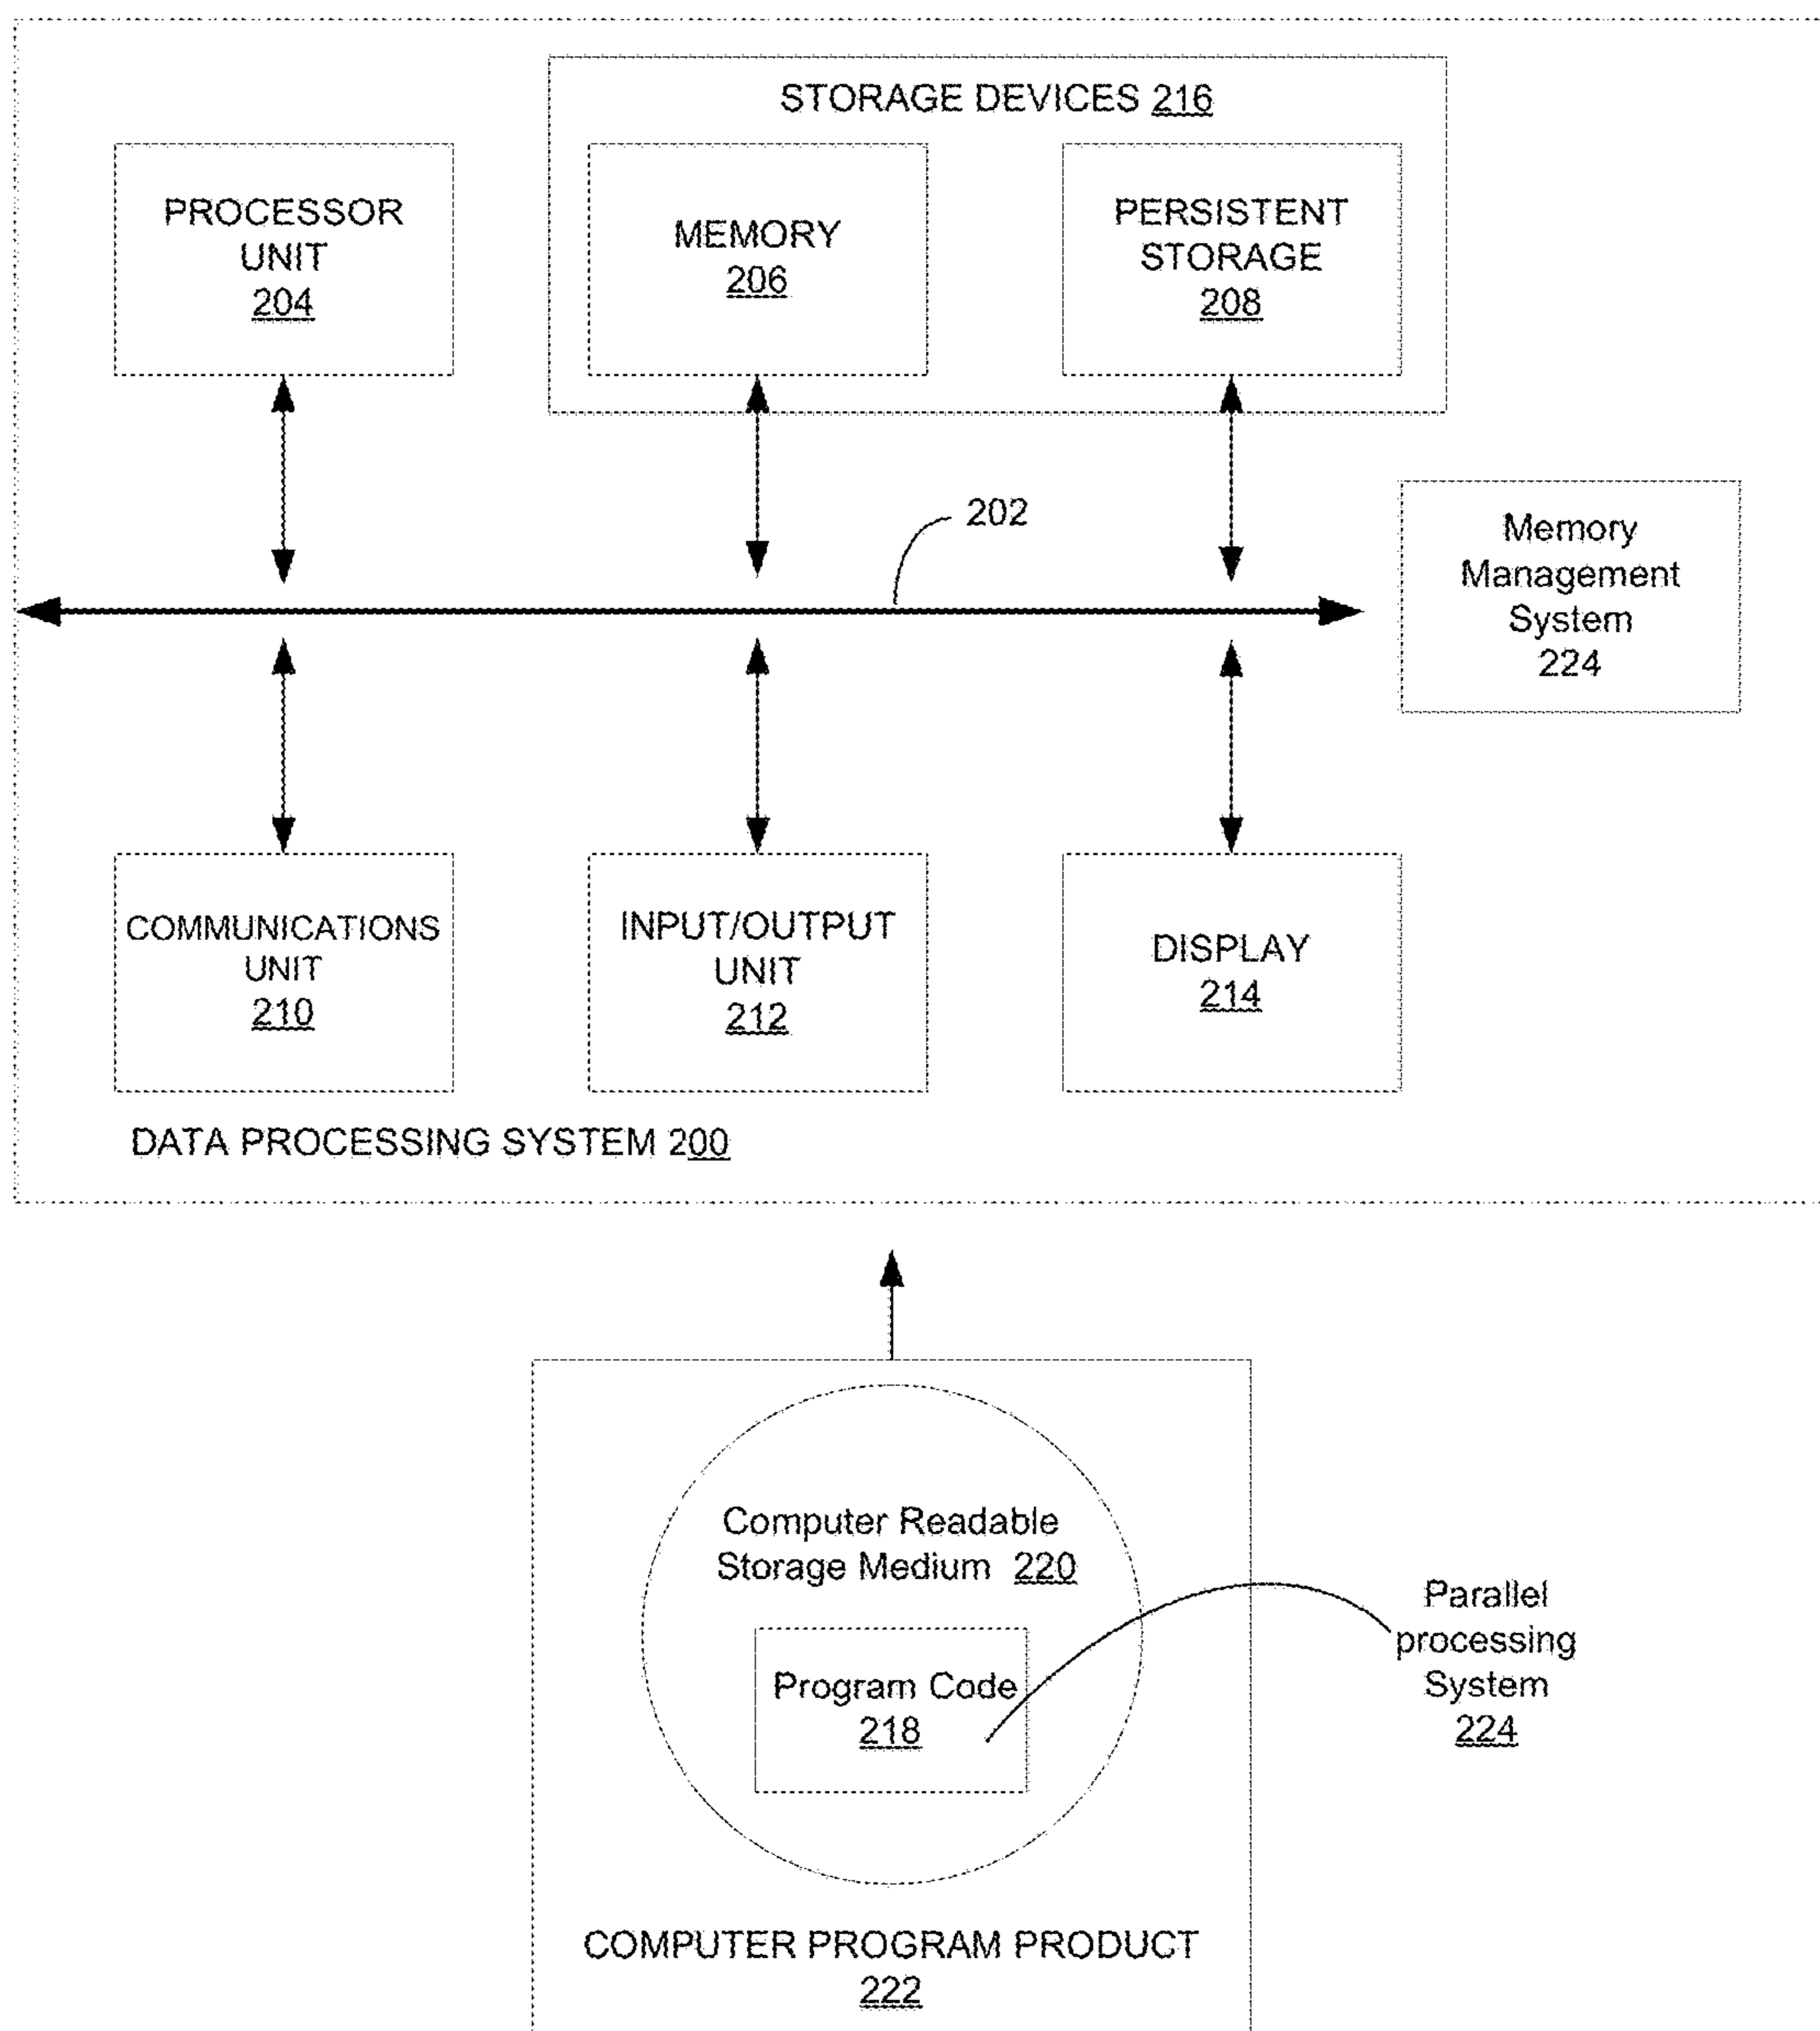 STORAGE DEVICES 216
PROCESSOR
UNIT
204
MEMORY
206
PERSISTENT
STORAGE
208
202
Memory
Management
System
224
COMMUNICATIONS
UNIT
210
INPUT/OUTPUT
UNIT
212
DISPLAY
214
DATA PROCESSING SYSTEM 200
Computer Readable
Storage Medium 220
Program Code
218
Parallel
processing
System
224
COMPUTER PROGRAM PRODUCT
222